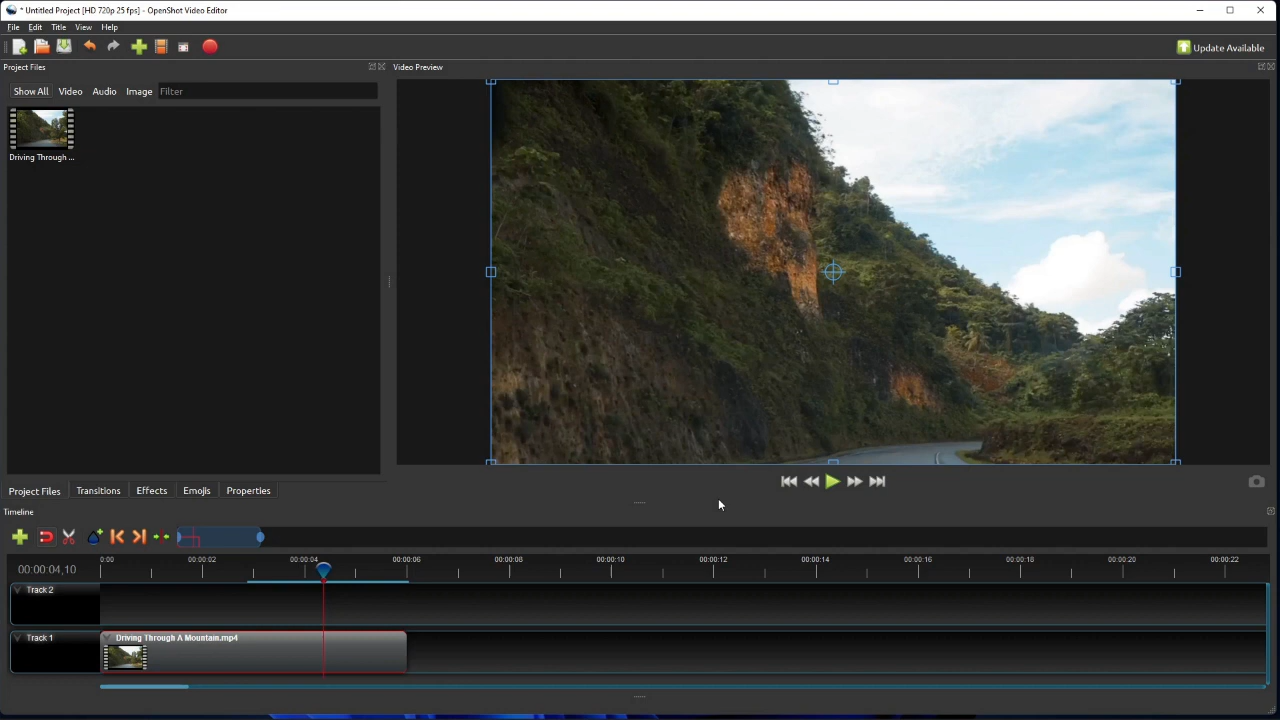 * Untitled Project [HD 720p 25 fps] - OpenShot Video Editor
File Edit Title View Help
Update Available
Project Files
Video Preview
Show All Video Audio Image Filter
Driving Through ...
Project Files Transitions Effects Emojis Properties
Timeline
0:00 00:00:02 00:00:04 00:00:06 00:00:08 00:00:10 00:00:12 00:00:14 00:00:16 00:00:18 00:00:20 00:00:22
00:00:04,10
Track 2
Track 1
Driving Through A Mountain.mp4